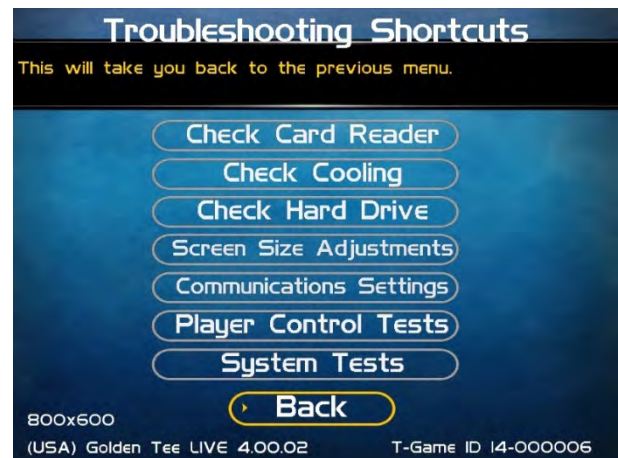 Troubleshooting Shortcuts
This will take you back to the previous menu.
Check Card Reader
Check Cooling
Check Hard Drive
Screen Size Adjustments
Communications Settings
Player Control Tests
System Tests
Back
800x600
(USA) Golden Tee LIVE 4.00.02 T-Game ID I4-000006